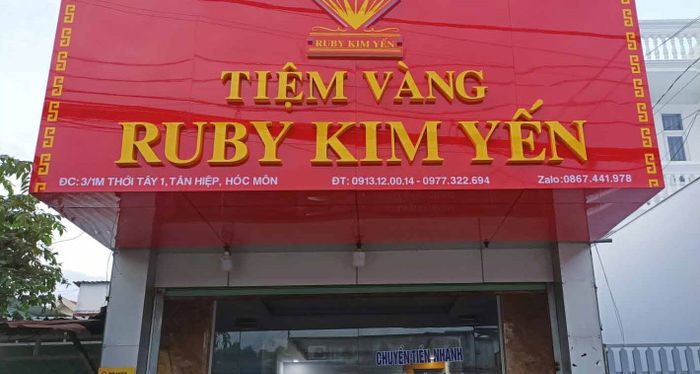 RUBY KIM YẾN
TIỆM VÀNG
RUBY KIM YẾN
ĐC: 3/1M THỚI TÂY 1, TÂN HIỆP, HÓC MÔN ĐT: 0913.12.00.14 - 0977.322.694 Zalo: 0867.441.978
CHUYỂN TIỀN NHANH